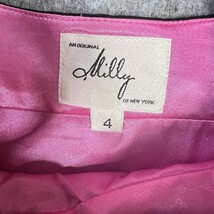 AN ORIGINAL
Milly
OF NEW YORK
4